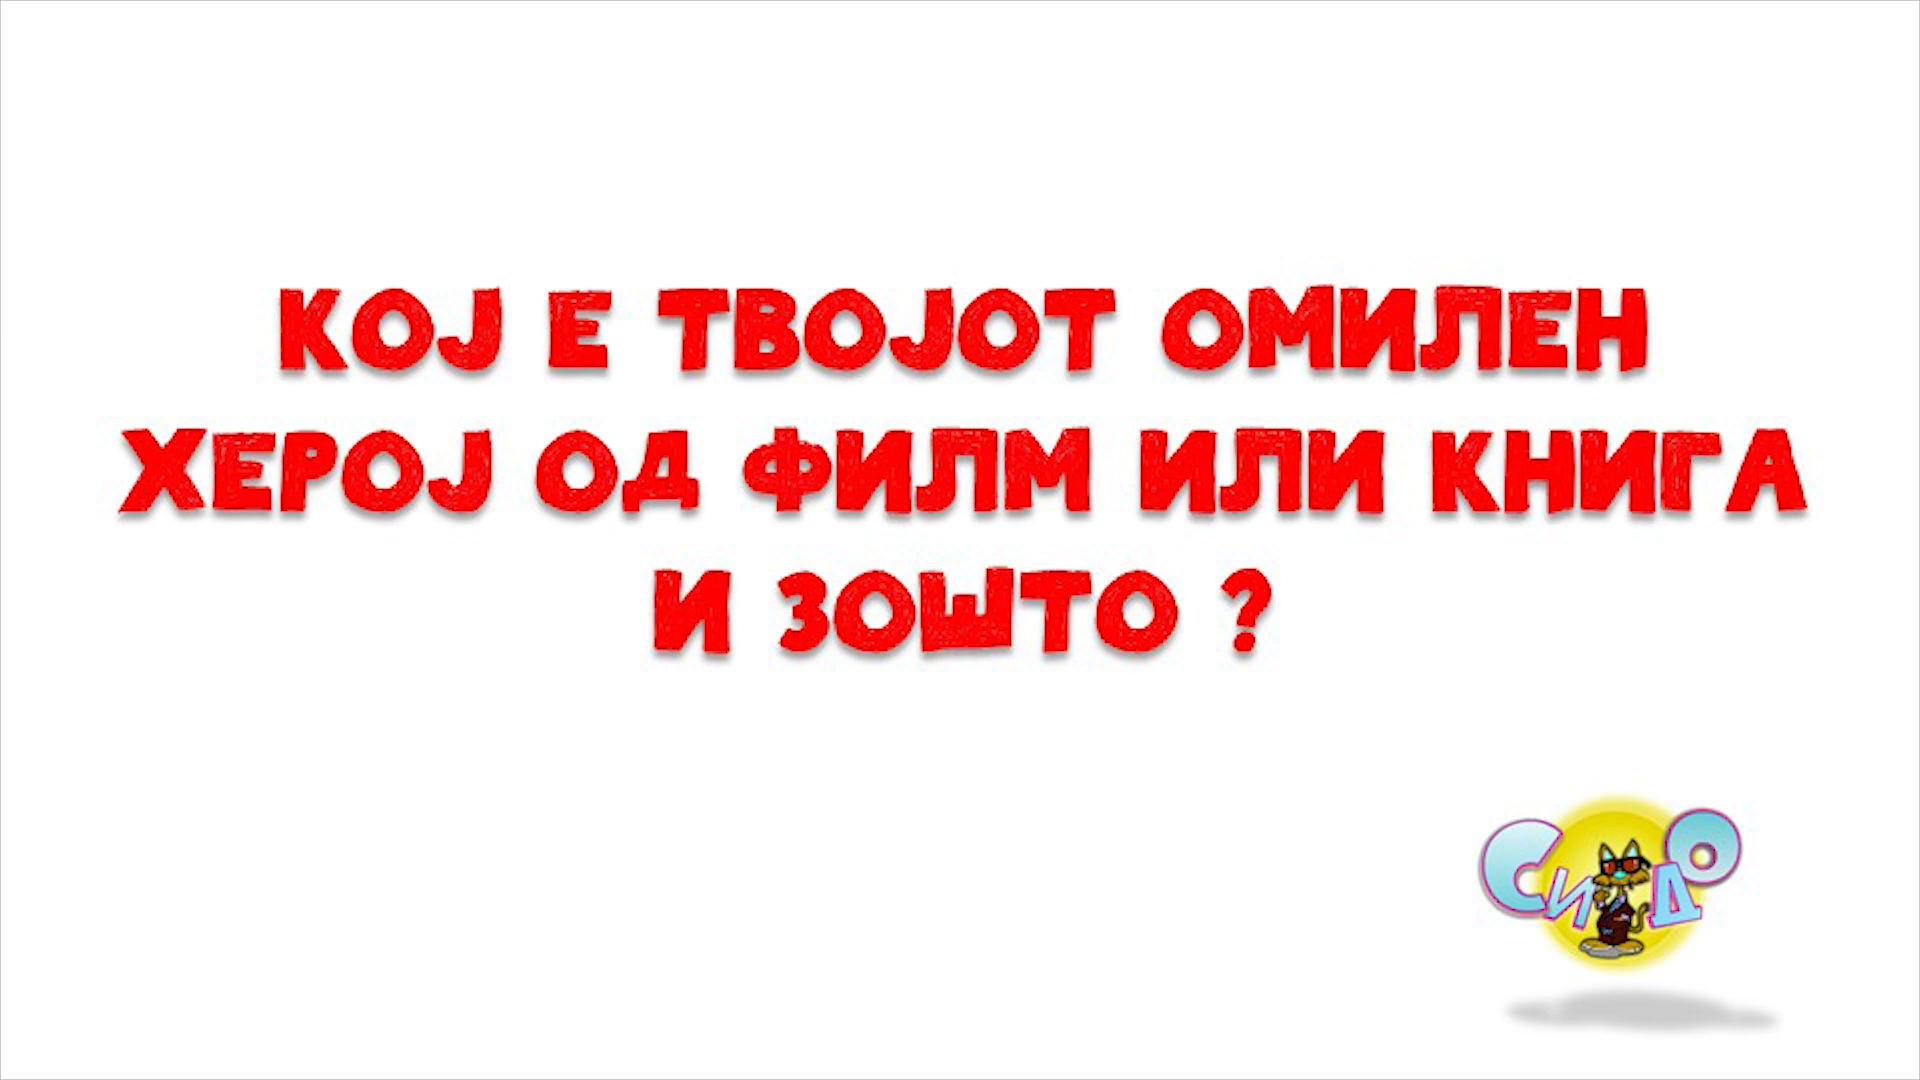 КОЈ Е ТВОЈОТ ОМИЛЕН
ХЕРОЈ ОД ФИЛМ ИЛИ КНИГА
И ЗОШТО ?
СИДО